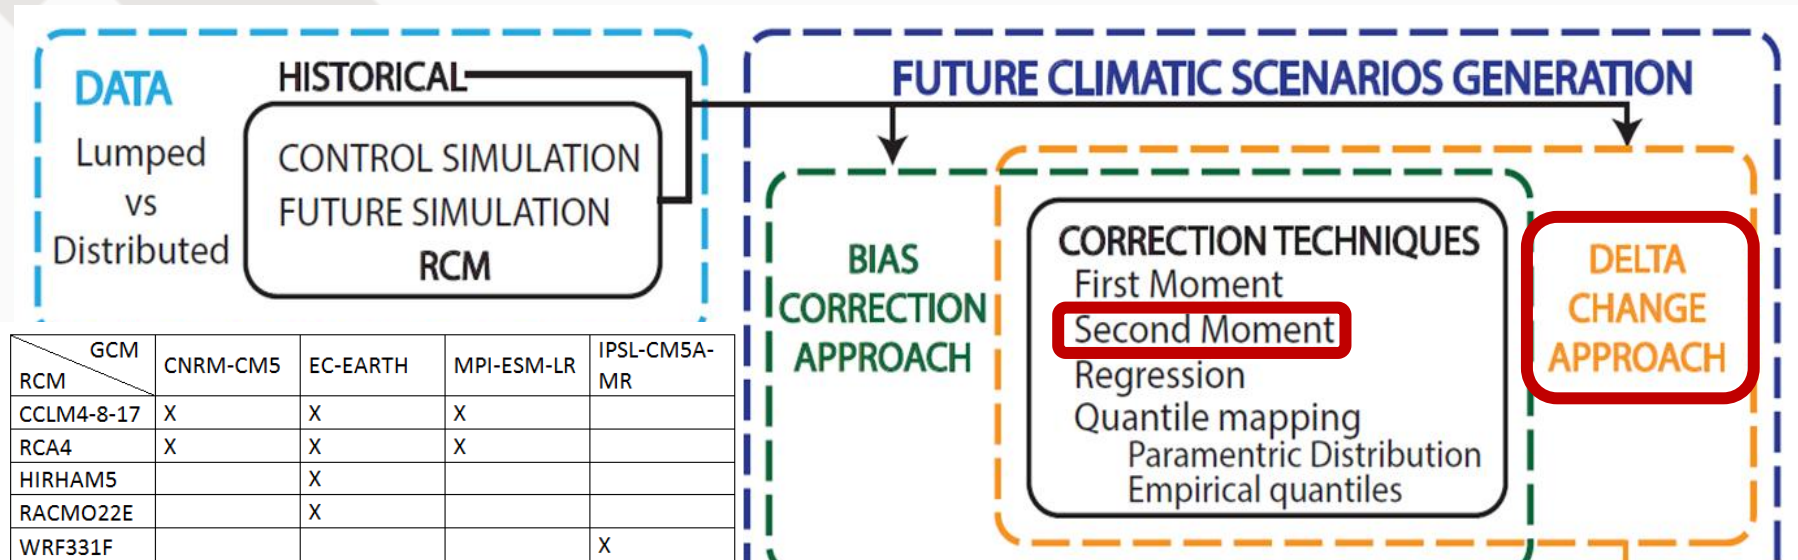 DATA
Lumped
vs
Distributed
HISTORICAL
CONTROL SIMULATION
FUTURE SIMULATION
RCM
FUTURE CLIMATIC SCENARIOS GENERATION
BIAS
CORRECTION
APPROACH
CORRECTION TECHNIQUES
First Moment
Second Moment
Regression
Quantile mapping
Paramentric Distribution
Empirical quantiles
DELTA
CHANGE
APPROACH
GCM
RCM
CNRM-CM5 EC-EARTH MPI-ESM-LR IPSL-CM5A-
MR
CCLM4-8-17 X X X
RCA4 X X X
HIRHAM5 X
RACMO22E X
WRF331F X